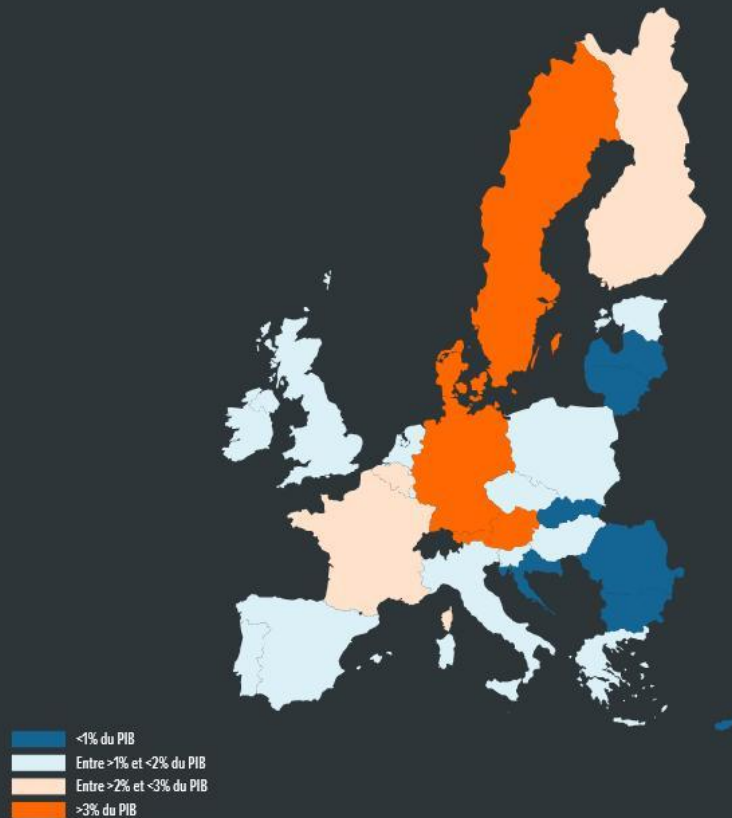 <1% du PIB
Entre >1% et <2% du PIB
Entre >2% et <3% du PIB
>3% du PIB